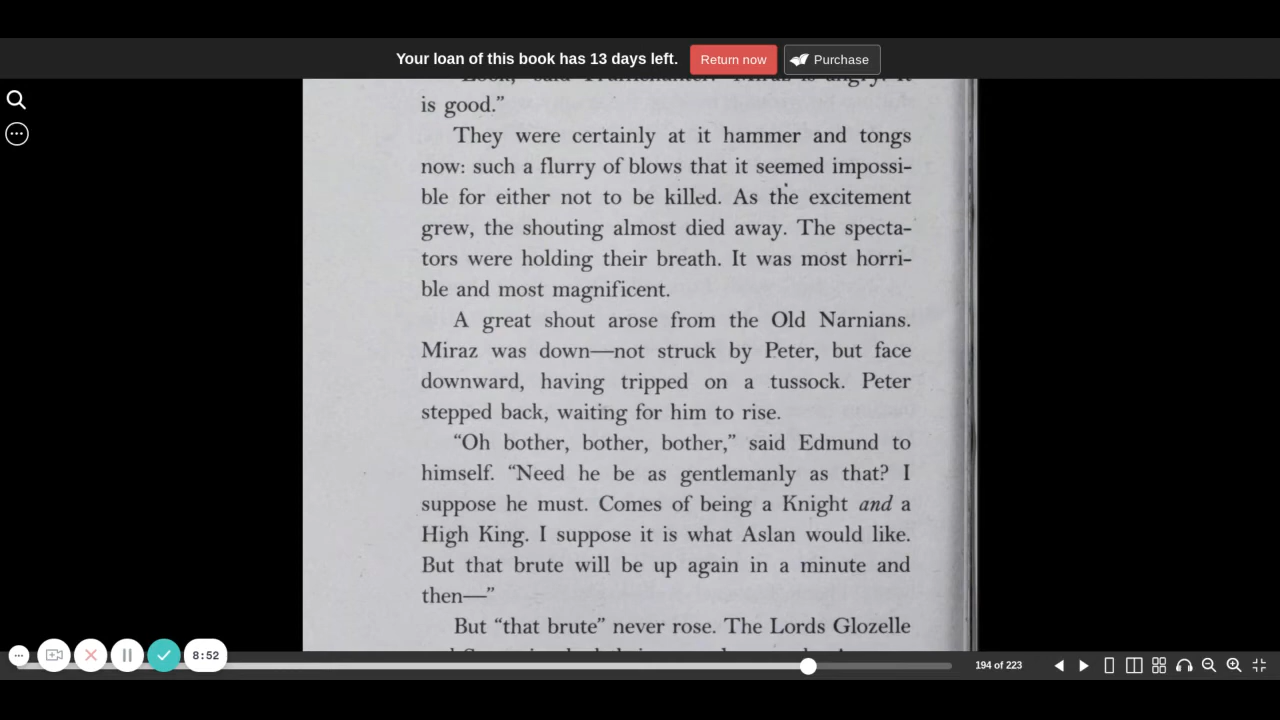 Your loan of this book has 13 days left. Return now Purchase
"Look," said Trufflehunter. "Miraz is angry. It
is good."
They were certainly at it hammer and tongs
now: such a flurry of blows that it seemed impossi-
ble for either not to be killed. As the excitement
grew, the shouting almost died away. The specta-
tors were holding their breath. It was most horri-
ble and most magnificent.
A great shout arose from the Old Narnians.
Miraz was down—not struck by Peter, but face
downward, having tripped on a tussock. Peter
stepped back, waiting for him to rise.
"Oh bother, bother, bother," said Edmund to
himself. "Need he be as gentlemanly as that? I
suppose he must. Comes of being a Knight and a
High King. I suppose it is what Aslan would like.
But that brute will be up again in a minute and
then—"
But "that brute" never rose. The Lords Glozelle
8:52
194 of 223